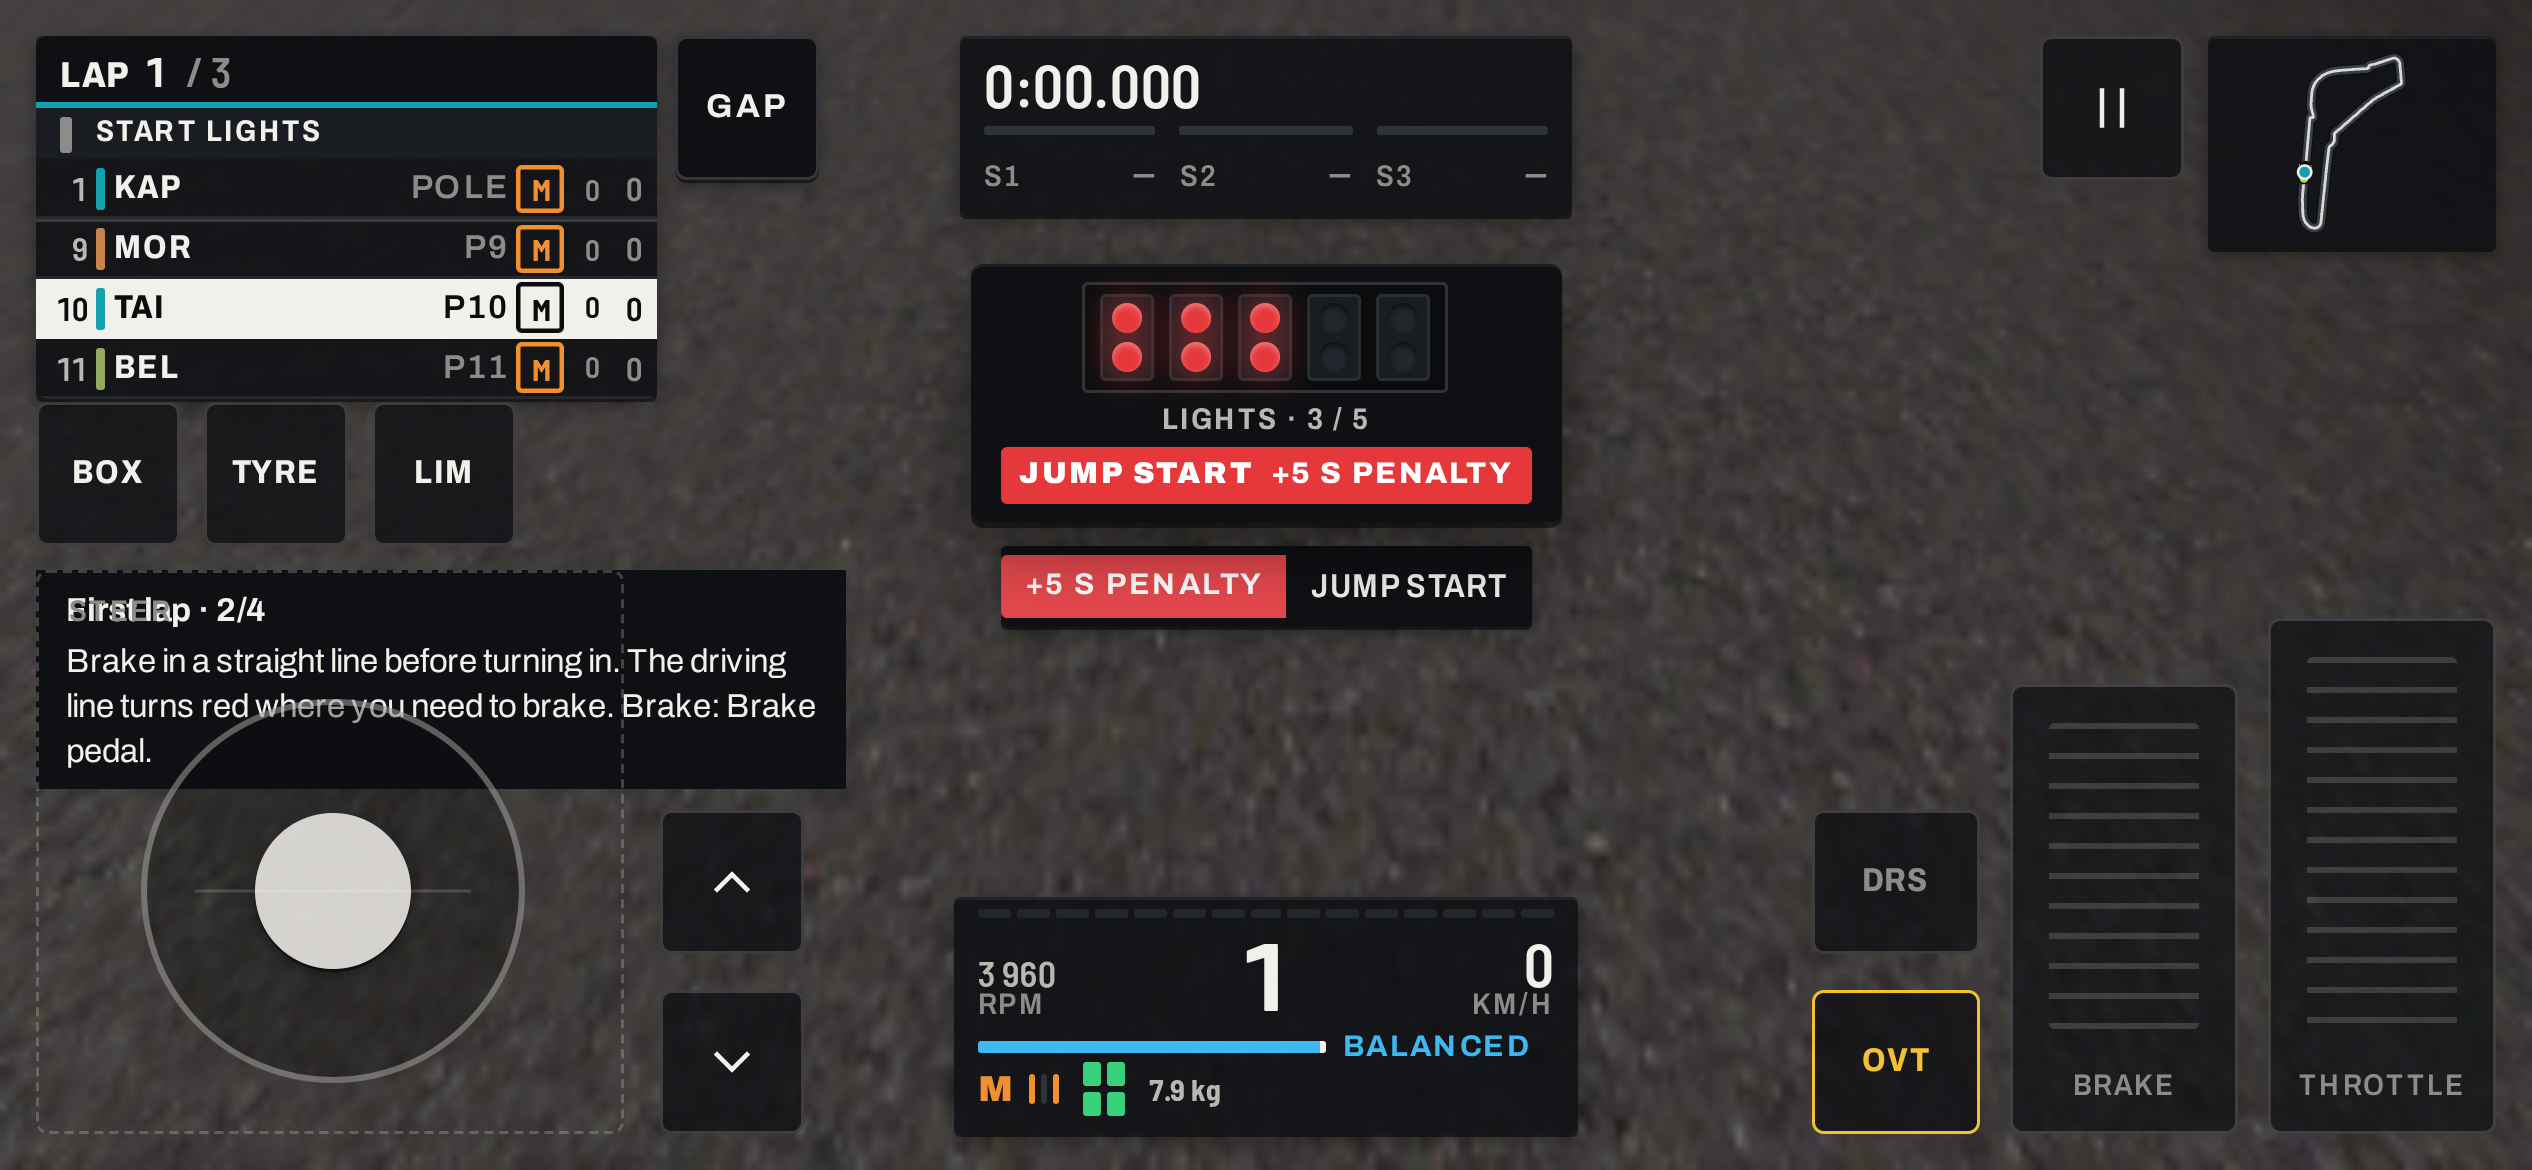 LAP 1 / 3
START LIGHTS
1 KAP POLE M 0 0
9 MOR P9 M 0 0
10 TAI P10 M 0 0
11 BEL P11 M 0 0
GAP
BOX TYRE LIM
0:00.000
S1 – S2 – S3 –
LIGHTS · 3 / 5
JUMP START +5 S PENALTY
+5 S PENALTY JUMP START
STEER
First lap · 2/4
Brake in a straight line before turning in. The driving
line turns red where you need to brake. Brake: Brake
pedal.
3 960
RPM
1
0
KM/H
BALANCED
M 7.9 kg
DRS
OVT
BRAKE
THROTTLE